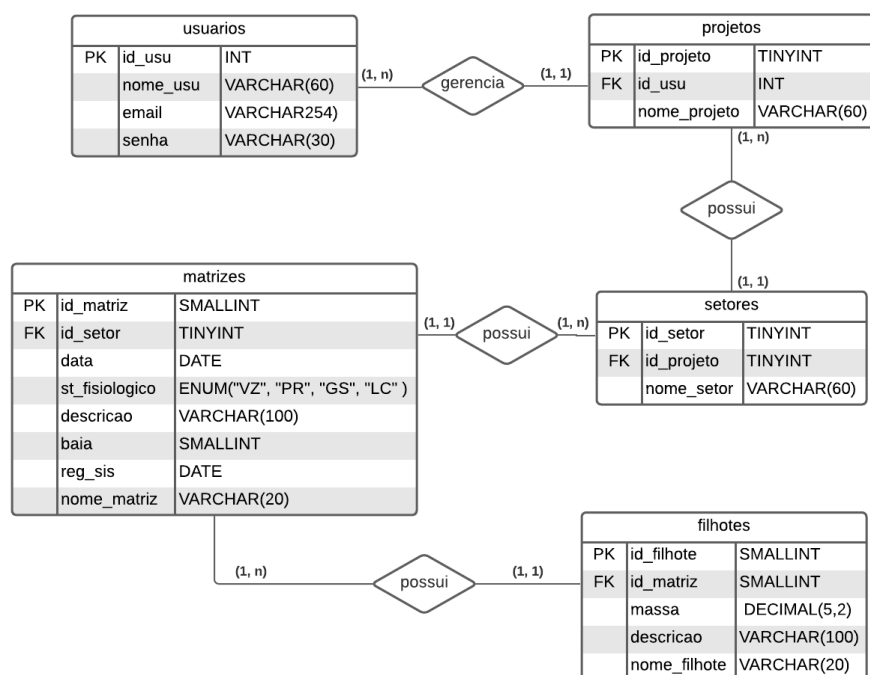 usuarios
PK id_usu INT
nome_usu VARCHAR(60)
email VARCHAR254)
senha VARCHAR(30)
(1, n)
gerencia
(1, 1)
projetos
PK id_projeto TINYINT
FK id_usu INT
nome_projeto VARCHAR(60)
(1, n)
possui
(1, 1)
matrizes
PK id_matriz SMALLINT
FK id_setor TINYINT
data DATE
st_fisiologico ENUM("VZ", "PR", "GS", "LC" )
descricao VARCHAR(100)
baia SMALLINT
reg_sis DATE
nome_matriz VARCHAR(20)
(1, 1)
possui
(1, n)
setores
PK id_setor TINYINT
FK id_projeto TINYINT
nome_setor VARCHAR(60)
(1, n)
possui
(1, 1)
filhotes
PK id_filhote SMALLINT
FK id_matriz SMALLINT
massa DECIMAL(5,2)
descricao VARCHAR(100)
nome_filhote VARCHAR(20)